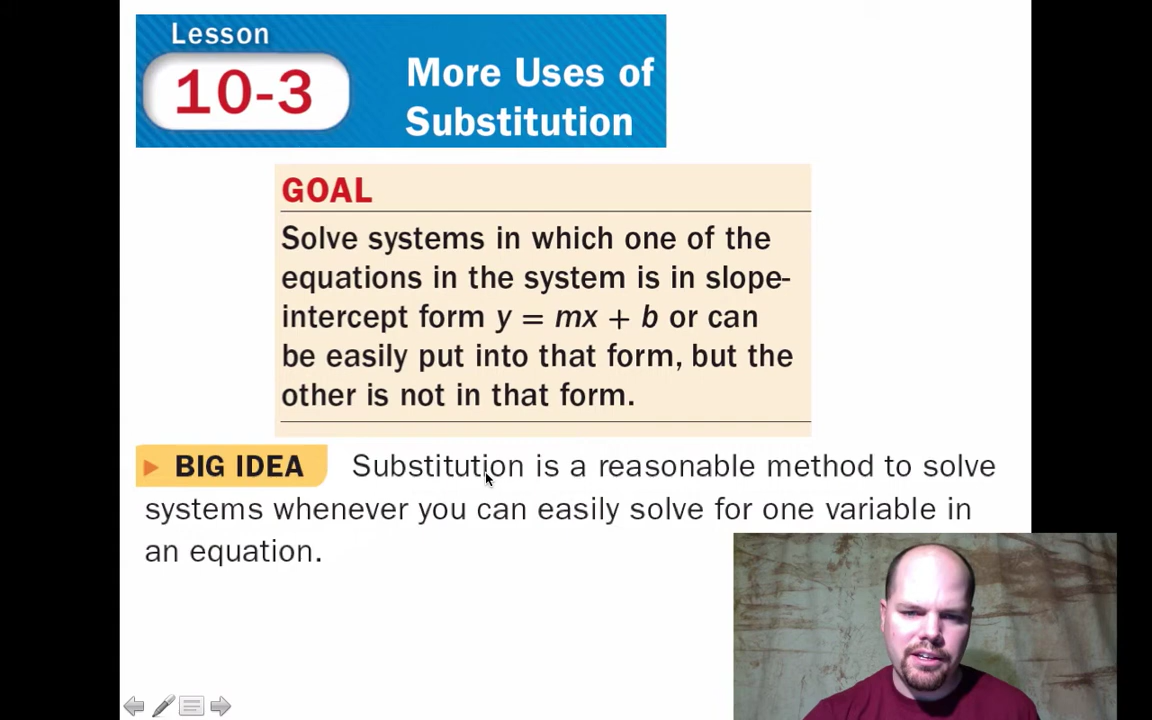 Lesson
10-3
More Uses of
Substitution
GOAL
Solve systems in which one of the
equations in the system is in slope-
intercept form y = mx + b or can
be easily put into that form, but the
other is not in that form.
BIG IDEA Substitution is a reasonable method to solve
systems whenever you can easily solve for one variable in
an equation.